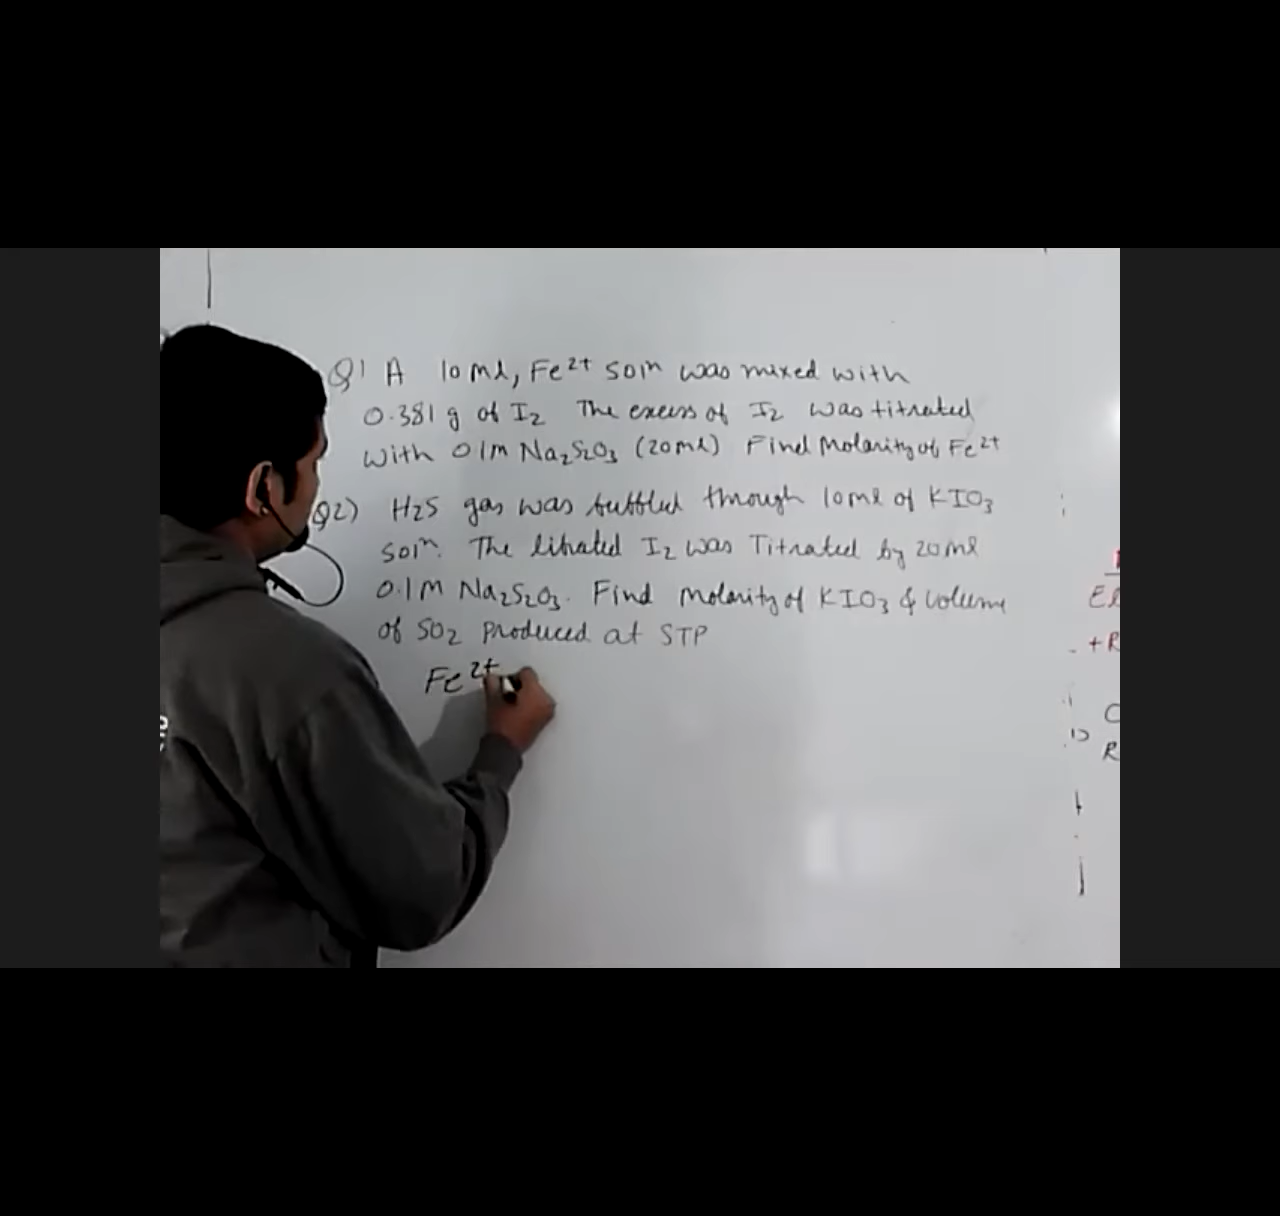 Q1 A 10 ml, Fe2+ soln was mixed with
0.381 g of I2 The excess of I2 was titrated
with 0.1M Na2S2O3 (20ml) Find Molarity of Fe2+
Q2) H2S gas was bubbled through 10ml of KIO3
soln. The librated I2 was Titrated by 20ml
0.1M Na2S2O3. Find molarity of KIO3 & volume
of SO2 produced at STP
Fe2+
+R
R